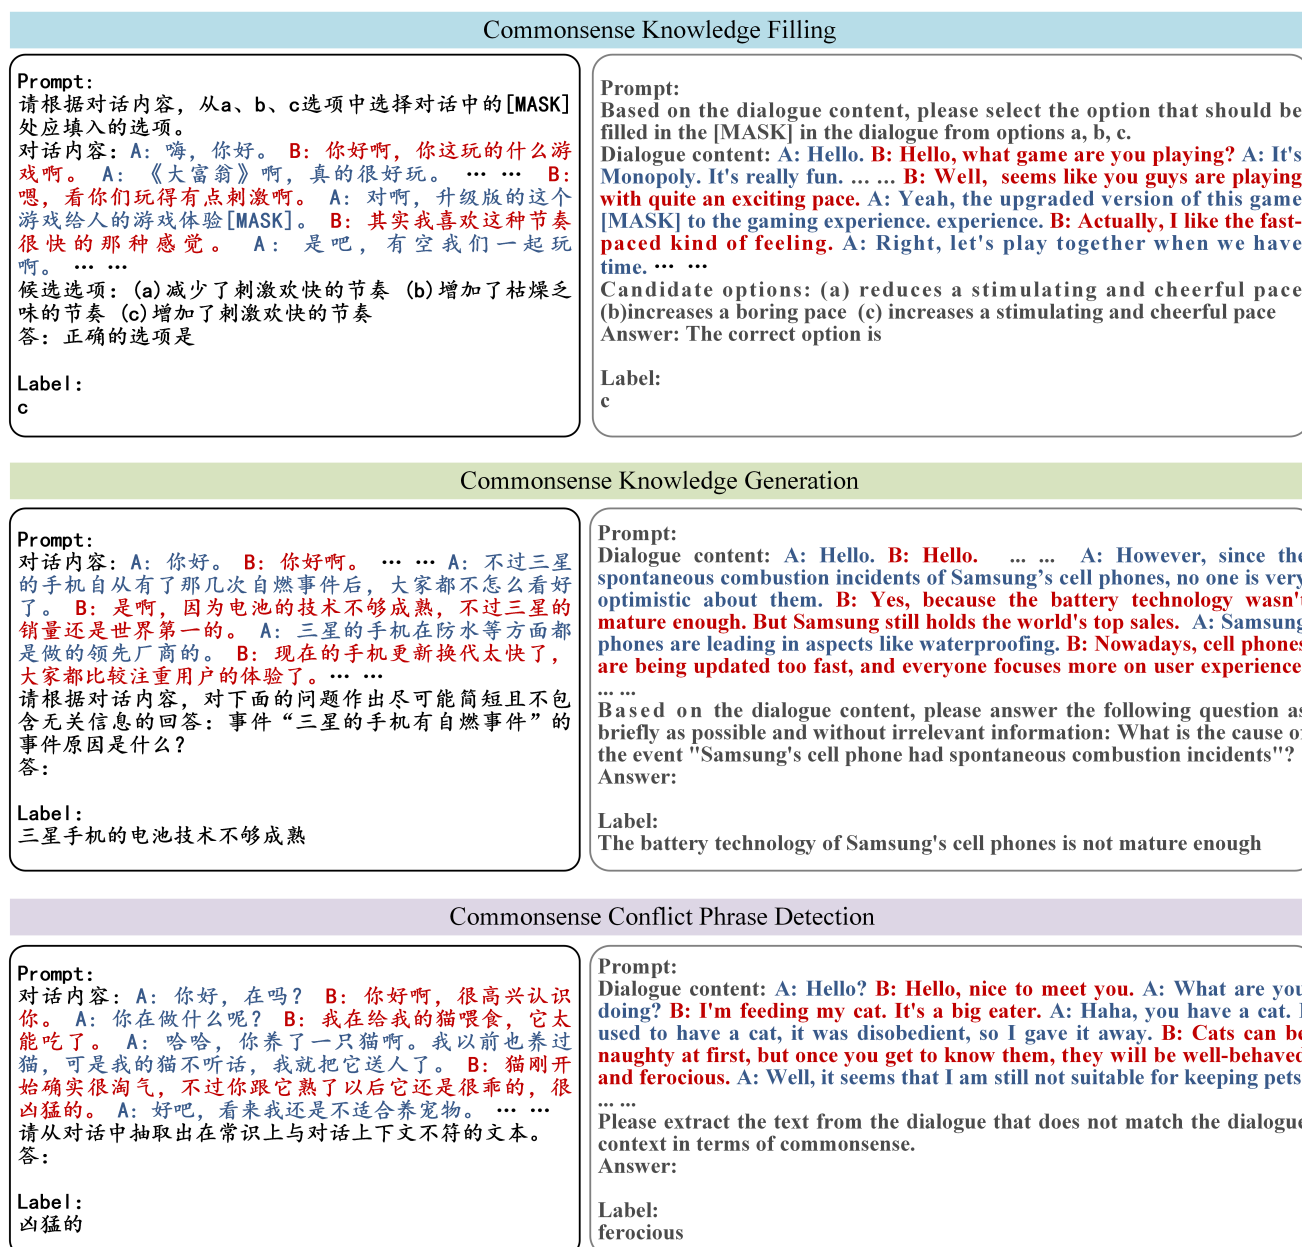 Commonsense Knowledge Filling
Prompt:
请根据对话内容，从a、b、c选项中选择对话中的[MASK]
处应填入的选项。
对话内容：A: 嗨，你好。 B: 你好啊，你这玩的什么游
戏啊。 A: 《大富翁》啊，真的很好玩。 … … B:
嗯，看你们玩得有点刺激啊。 A: 对啊，升级版的这个
游戏给人的游戏体验[MASK]。 B: 其实我喜欢这种节奏
很快的那种感觉。 A: 是吧，有空我们一起玩
啊。 … …
候选选项：(a)减少了刺激欢快的节奏 (b)增加了枯燥乏
味的节奏 (c)增加了刺激欢快的节奏
答：正确的选项是
Label:
c
Prompt:
Based on the dialogue content, please select the option that should be
filled in the [MASK] in the dialogue from options a, b, c.
Dialogue content: A: Hello. B: Hello, what game are you playing? A: It's
Monopoly. It's really fun. ... ... B: Well, seems like you guys are playing
with quite an exciting pace. A: Yeah, the upgraded version of this game
[MASK] to the gaming experience. experience. B: Actually, I like the fast-
paced kind of feeling. A: Right, let's play together when we have
time. … …
Candidate options: (a) reduces a stimulating and cheerful pace
(b)increases a boring pace (c) increases a stimulating and cheerful pace
Answer: The correct option is
Label:
c
Commonsense Knowledge Generation
Prompt:
对话内容：A: 你好。 B: 你好啊。 … … A: 不过三星
的手机自从有了那几次自燃事件后，大家都不怎么看好
了。 B: 是啊，因为电池的技术不够成熟，不过三星的
销量还是世界第一的。 A: 三星的手机在防水等方面都
是做的领先厂商的。 B: 现在的手机更新换代太快了，
大家都比较注重用户的体验了。… …
请根据对话内容，对下面的问题作出尽可能简短且不包
含无关信息的回答：事件“三星的手机有自燃事件”的
事件原因是什么？
答：
Label:
三星手机的电池技术不够成熟
Prompt:
Dialogue content: A: Hello. B: Hello. ... ... A: However, since the
spontaneous combustion incidents of Samsung's cell phones, no one is very
optimistic about them. B: Yes, because the battery technology wasn't
mature enough. But Samsung still holds the world's top sales. A: Samsung
phones are leading in aspects like waterproofing. B: Nowadays, cell phones
are being updated too fast, and everyone focuses more on user experience
... ...
Based on the dialogue content, please answer the following question as
briefly as possible and without irrelevant information: What is the cause of
the event "Samsung's cell phone had spontaneous combustion incidents"?
Answer:
Label:
The battery technology of Samsung's cell phones is not mature enough
Commonsense Conflict Phrase Detection
Prompt:
对话内容：A: 你好，在吗？ B: 你好啊，很高兴认识
你。 A: 你在做什么呢？ B: 我在给我的猫喂食，它太
能吃了。 A: 哈哈，你养了一只猫啊。我以前也养过
猫，可是我的猫不听话，我就把它送人了。 B: 猫刚开
始确实很淘气，不过你跟它熟了以后它还是很乖的，很
凶猛的。 A: 好吧，看来我还是不适合养宠物。 … …
请从对话中抽取出在常识上与对话上下文不符的文本。
答：
Label:
凶猛的
Prompt:
Dialogue content: A: Hello? B: Hello, nice to meet you. A: What are you
doing? B: I'm feeding my cat. It's a big eater. A: Haha, you have a cat. I
used to have a cat, it was disobedient, so I gave it away. B: Cats can be
naughty at first, but once you get to know them, they will be well-behaved
and ferocious. A: Well, it seems that I am still not suitable for keeping pets
... ...
Please extract the text from the dialogue that does not match the dialogue
context in terms of commonsense.
Answer:
Label:
ferocious